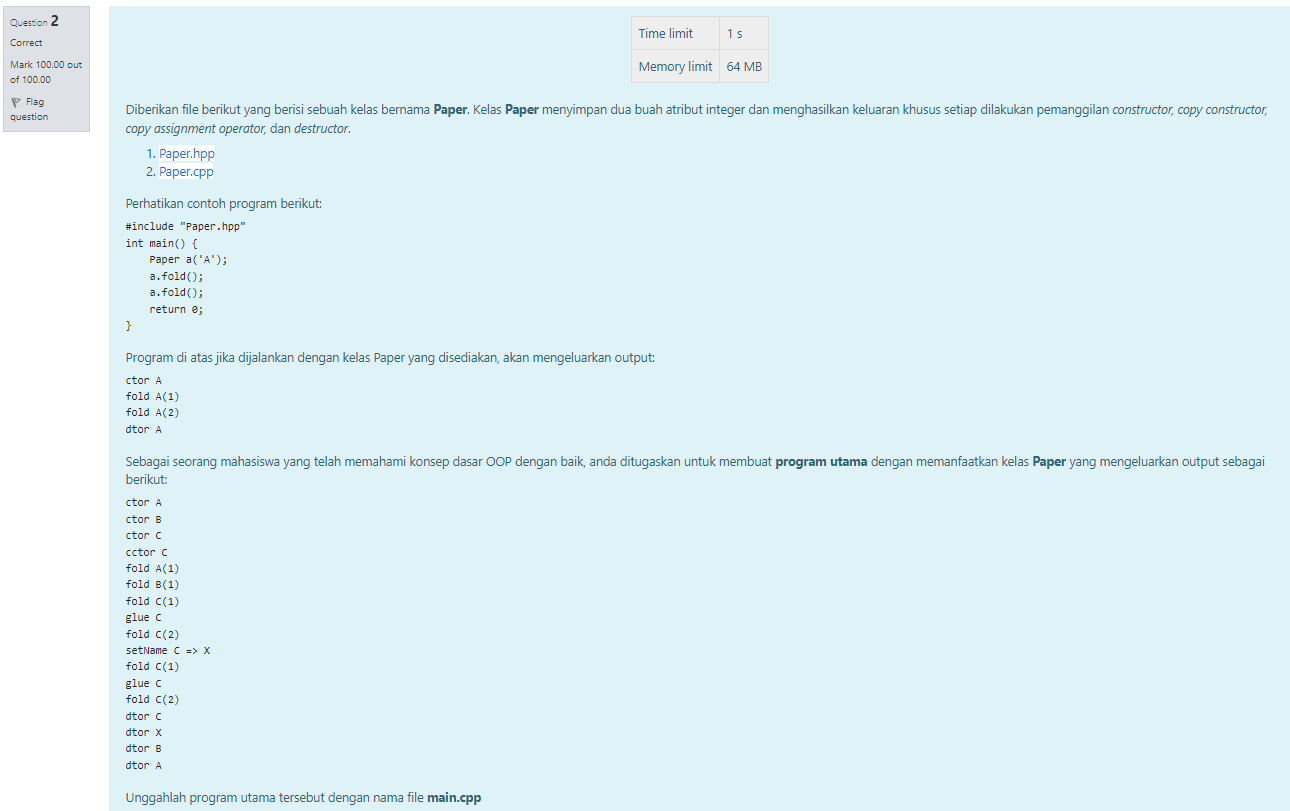 Question 2
Correct
Mark 100.00 out
of 100.00
Flag
question
Time limit 1 s
Memory limit 64 MB
Diberikan file berikut yang berisi sebuah kelas bernama Paper. Kelas Paper menyimpan dua buah atribut integer dan menghasilkan keluaran khusus setiap dilakukan pemanggilan constructor, copy constructor,
copy assignment operator, dan destructor.
1. Paper.hpp
2. Paper.cpp
Perhatikan contoh program berikut:
#include "Paper.hpp"
int main() {
    Paper a('A');
    a.fold();
    a.fold();
    return 0;
}
Program di atas jika dijalankan dengan kelas Paper yang disediakan, akan mengeluarkan output:
ctor A
fold A(1)
fold A(2)
dtor A
Sebagai seorang mahasiswa yang telah memahami konsep dasar OOP dengan baik, anda ditugaskan untuk membuat program utama dengan memanfaatkan kelas Paper yang mengeluarkan output sebagai
berikut:
ctor A
ctor B
ctor C
cctor C
fold A(1)
fold B(1)
fold C(1)
glue C
fold C(2)
setName C => X
fold C(1)
glue C
fold C(2)
dtor C
dtor X
dtor B
dtor A
Unggahlah program utama tersebut dengan nama file main.cpp